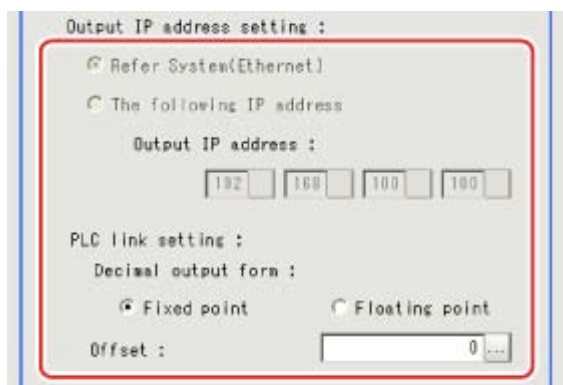 Output IP address setting :
Refer System(Ethernet)
The following IP address
Output IP address :
192 168 100 100
PLC link setting :
Decimal output form :
Fixed point Floating point
Offset : 0 ...